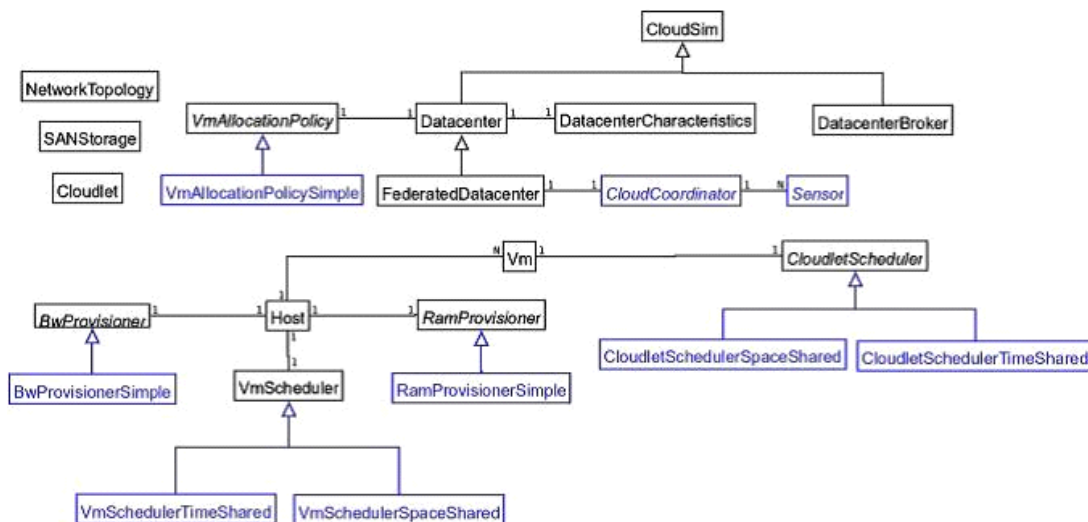 CloudSim
NetworkTopology
VmAllocationPolicy 1 1 Datacenter 1 1 DatacenterCharacteristics
DatacenterBroker
SANStorage
Cloudlet
VmAllocationPolicySimple
FederatedDatacenter 1 1 CloudCoordinator 1 N Sensor
N Vm 1 1 CloudletScheduler
1
BwProvisioner 1 1 Host 1 1 RamProvisioner
1
1
CloudletSchedulerSpaceShared
CloudletSchedulerTimeShared
BwProvisionerSimple
VmScheduler
RamProvisionerSimple
VmSchedulerTimeShared
VmSchedulerSpaceShared